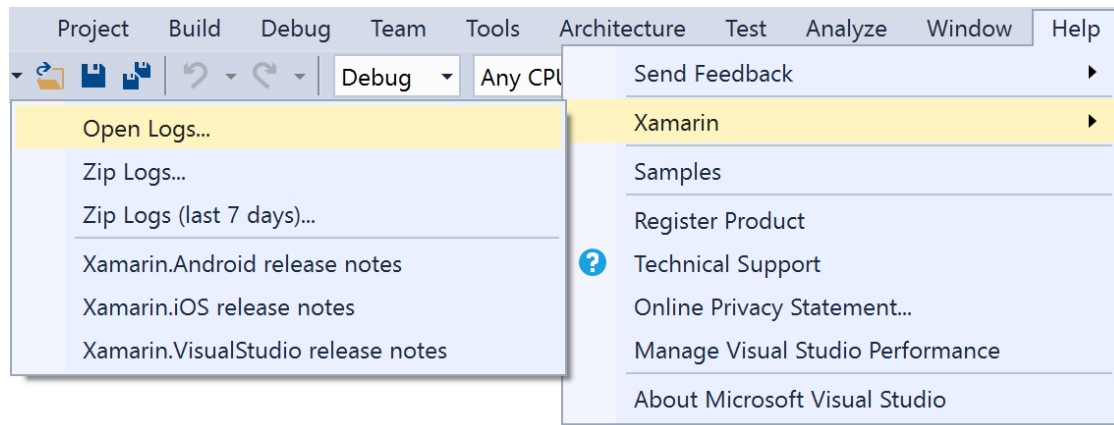 Project Build Debug Team Tools Architecture Test Analyze Window Help
Debug Any CPU
Send Feedback
Xamarin
Samples
Register Product
? Technical Support
Online Privacy Statement...
Manage Visual Studio Performance
About Microsoft Visual Studio
Open Logs...
Zip Logs...
Zip Logs (last 7 days)...
Xamarin.Android release notes
Xamarin.iOS release notes
Xamarin.VisualStudio release notes